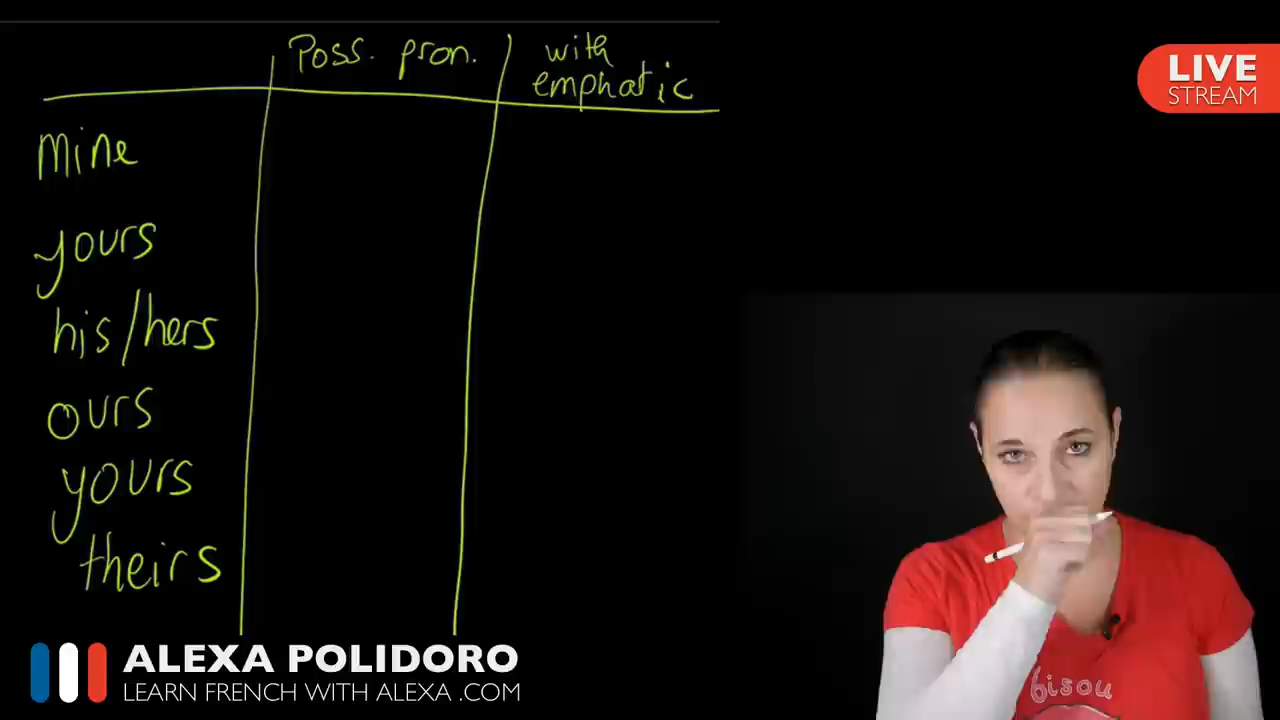 Poss. pron.
with
emphatic
mine
yours
his/hers
ours
yours
theirs
LIVE
STREAM
bisou
ALEXA POLIDORO
LEARN FRENCH WITH ALEXA .COM